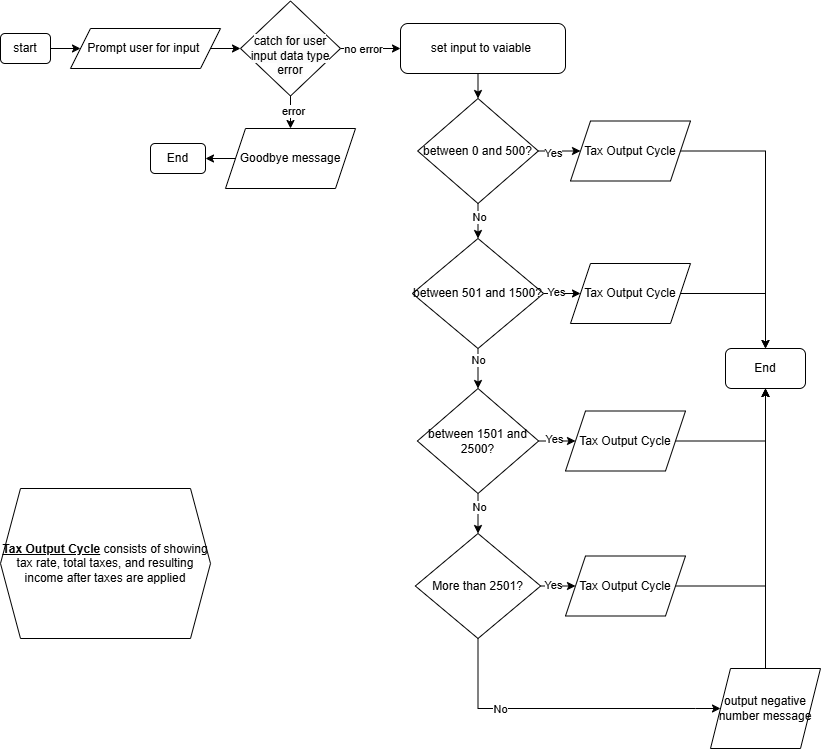 start
Prompt user for input
catch for user
input data type
error
no error
set input to vaiable
error
End
Goodbye message
between 0 and 500?
Yes
Tax Output Cycle
No
between 501 and 1500?
Yes
Tax Output Cycle
No
End
between 1501 and
2500?
Yes
Tax Output Cycle
No
Tax Output Cycle consists of showing
tax rate, total taxes, and resulting
income after taxes are applied
More than 2501?
Yes
Tax Output Cycle
No
output negative
number message